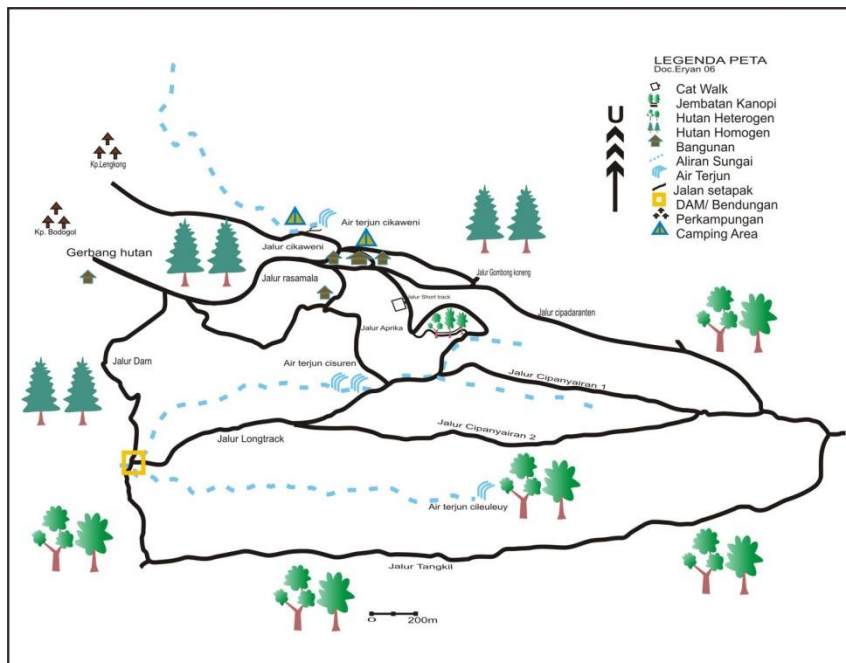 LEGENDA PETA
Doc.Eryan 06
Cat Walk
Jembatan Kanopi
Hutan Heterogen
Hutan Homogen
Bangunan
Aliran Sungai
Air Terjun
Jalan setapak
DAM/ Bendungan
Perkampungan
Camping Area
U
Kp.Lengkong
Kp. Bodogol
Gerbang hutan
Air terjun cikaweni
Jalur cikaweni
Jalur Gombong koneng
Jalur rasamala
Jalur Short track
Jalur cipadaranten
Jalur Aprika
Jalur Dam
Air terjun cisuren
Jalur Cipanyairan 1
Jalur Cipanyairan 2
Jalur Longtrack
Air terjun cileuleuy
Jalur Tangkil
0 200m